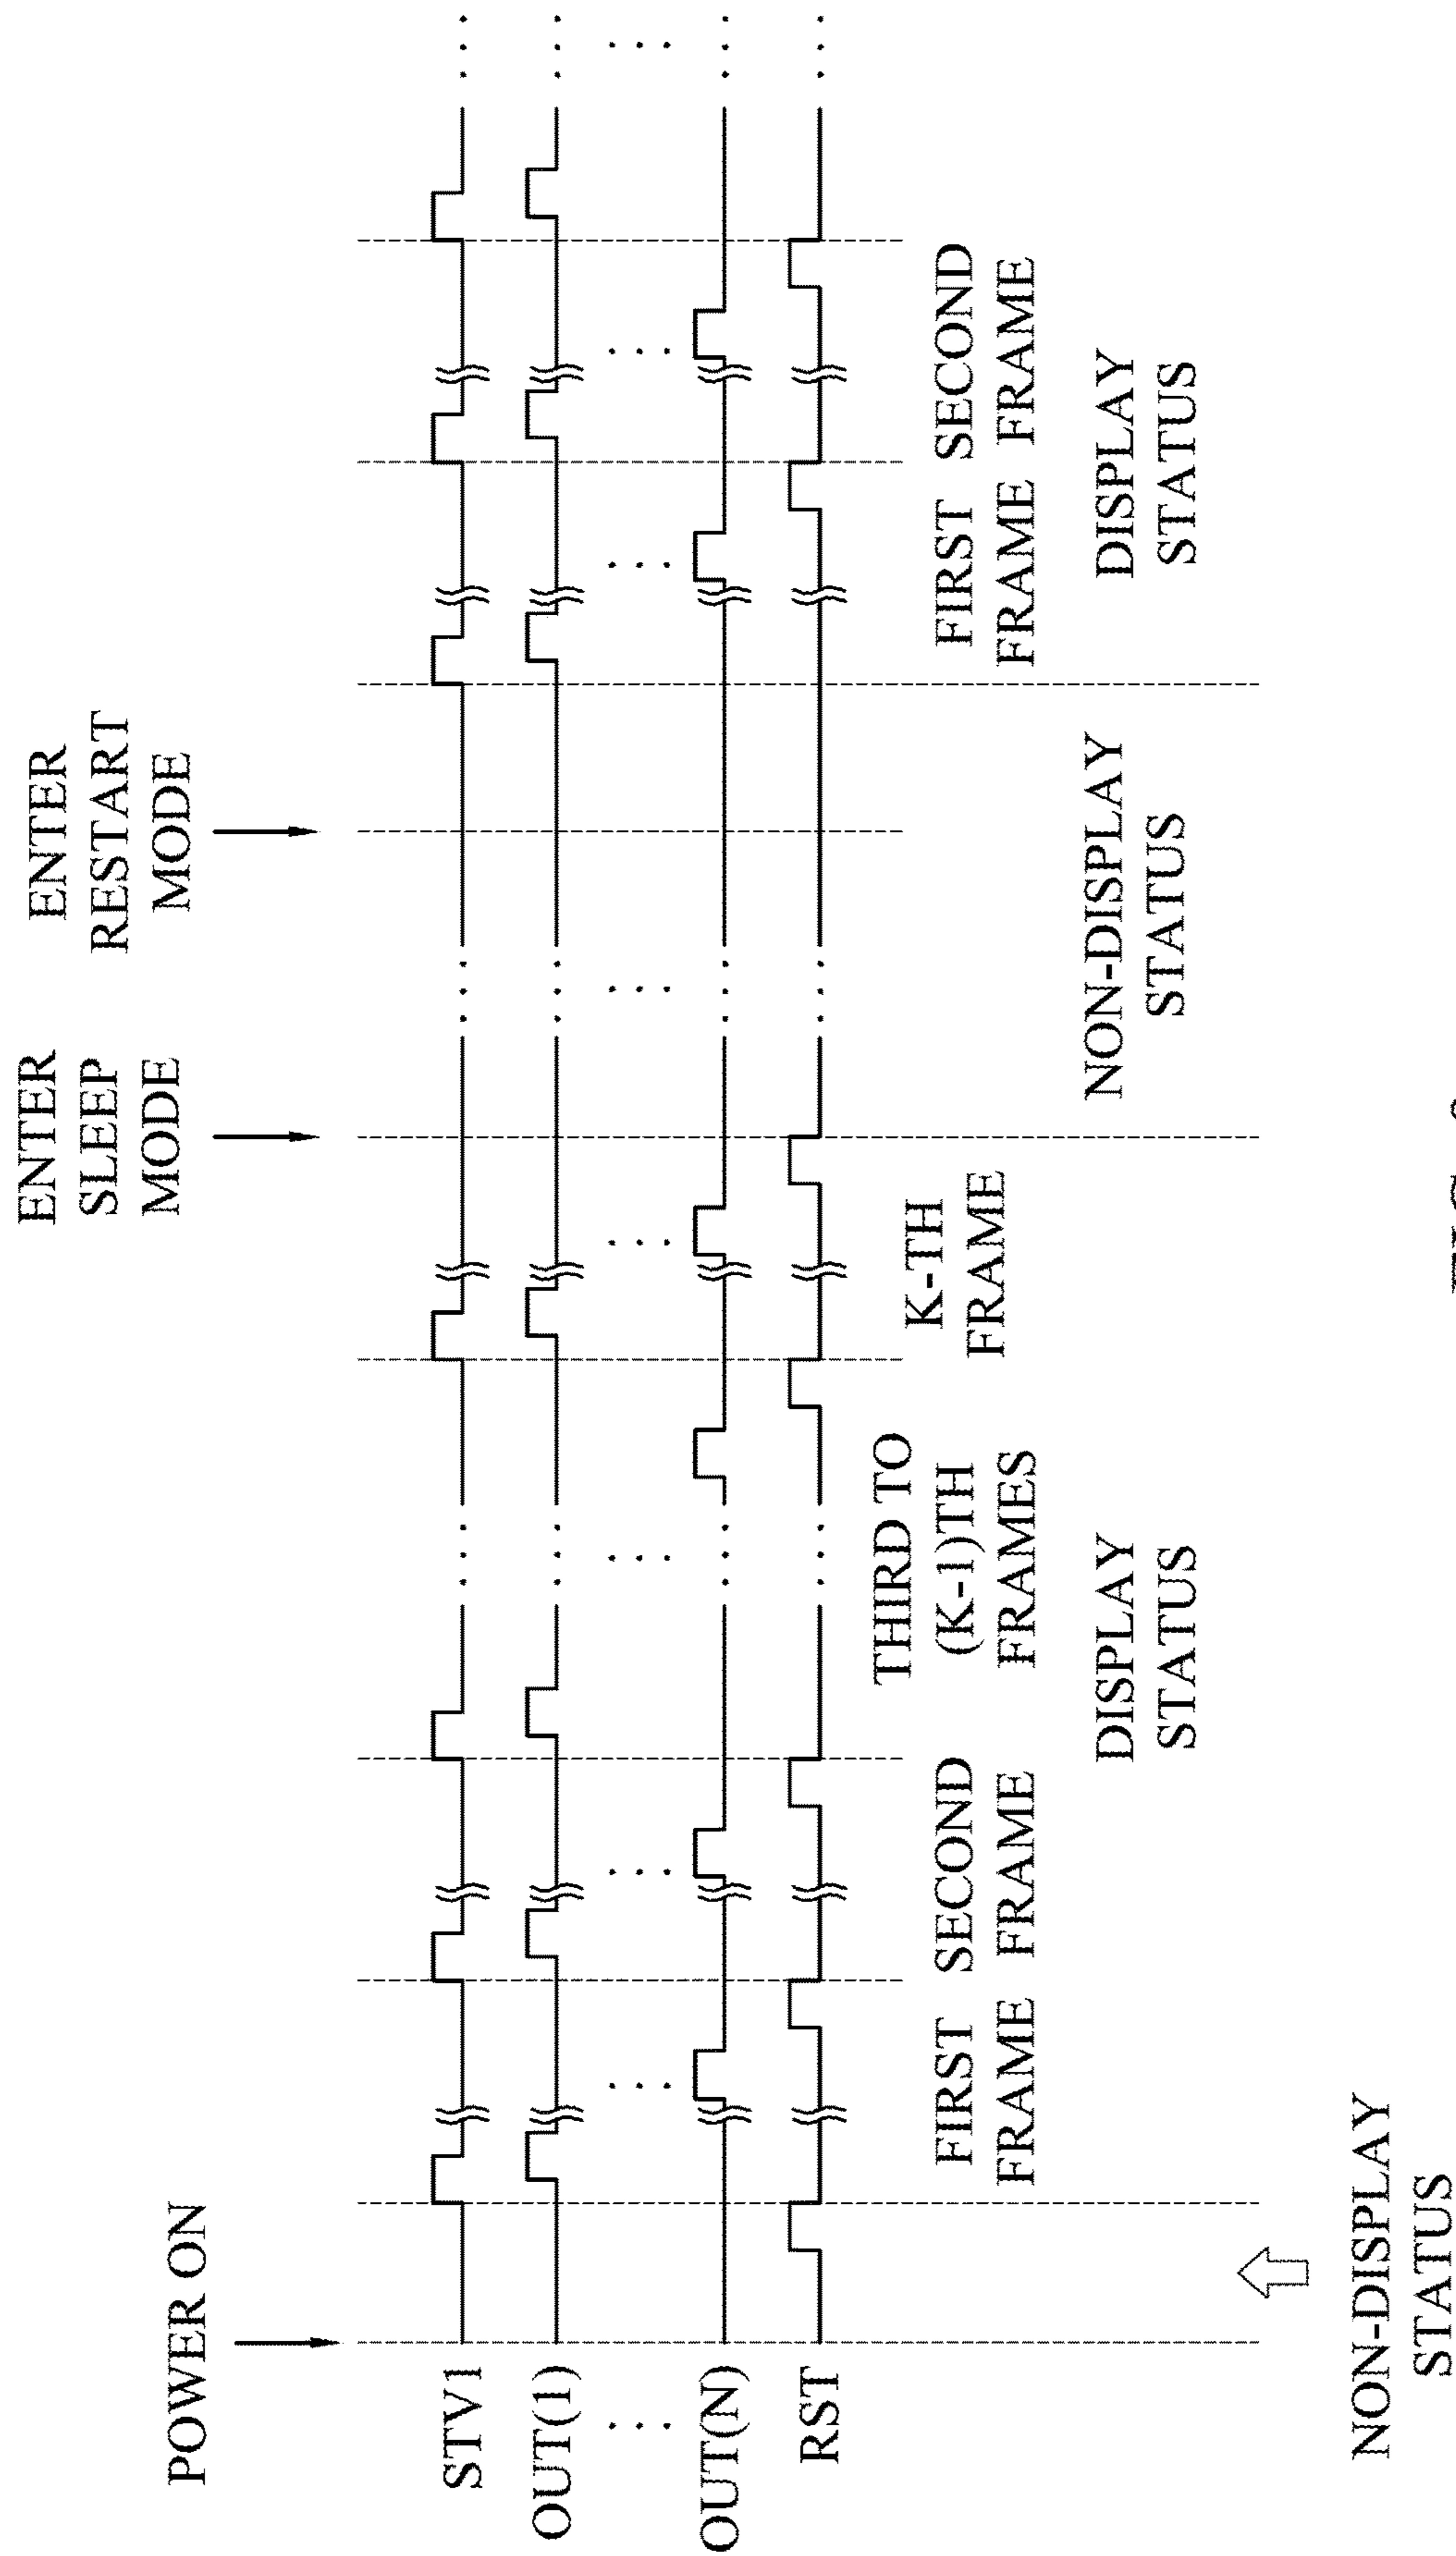 POWER ON
ENTER
SLEEP
MODE
ENTER
RESTART
MODE
STV1
OUT(1)
OUT(N)
RST
FIRST
FRAME
SECOND
FRAME
THIRD TO
(K-1)TH
FRAMES
K-TH
FRAME
FIRST
FRAME
SECOND
FRAME
NON-DISPLAY
STATUS
DISPLAY
STATUS
NON-DISPLAY
STATUS
DISPLAY
STATUS